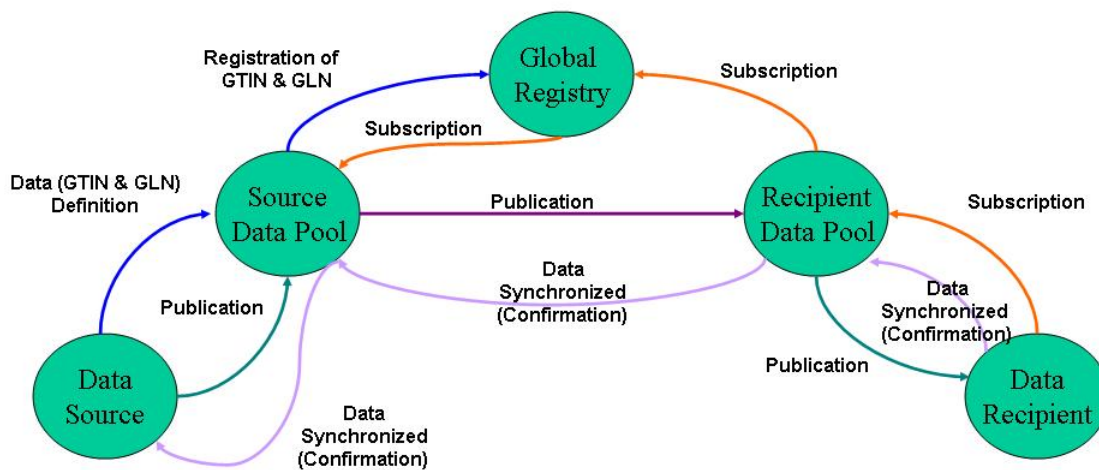 Registration of
GTIN & GLN
Global
Registry
Subscription
Subscription
Data (GTIN & GLN)
Definition
Source
Data Pool
Publication
Recipient
Data Pool
Subscription
Publication
Data
Synchronized
(Confirmation)
Data
Synchronized
(Confirmation)
Publication
Data
Source
Data
Recipient
Data
Synchronized
(Confirmation)